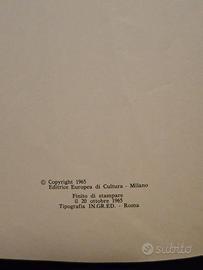 © Copyright 1965
Editrice Europea di Cultura - Milano
Finito di stampare
il 20 ottobre 1965
Tipografia IN.GR.ED. - Roma
subito